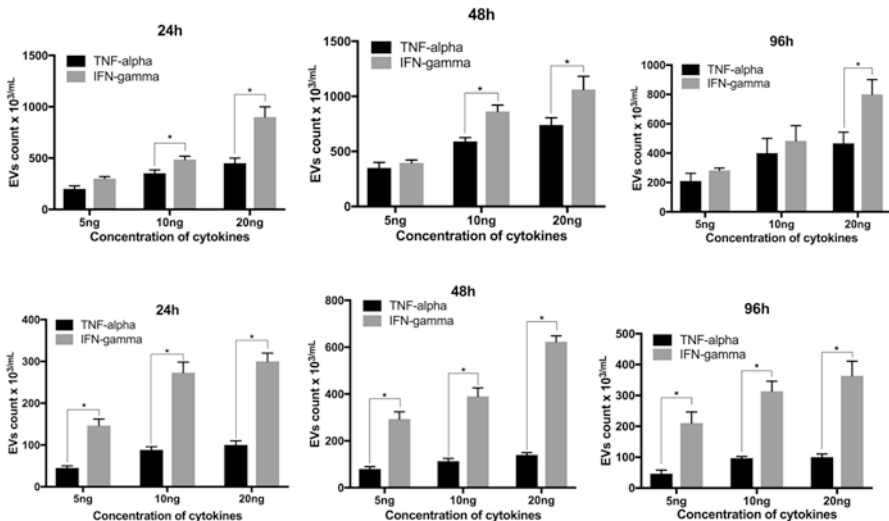 24h
TNF-alpha
IFN-gamma
EVs count x 10³/mL
1500
1000
500
0
*
*
5ng
10ng
20ng
Concentration of cytokines
48h
TNF-alpha
IFN-gamma
EVs count x 10³/mL
1500
1000
500
0
*
*
5ng
10ng
20ng
Concentration of cytokines
96h
TNF-alpha
IFN-gamma
EVs count x 10³/mL
1000
800
600
400
200
0
*
5ng
10ng
20ng
Concentration of cytokines
24h
TNF-alpha
IFN-gamma
EVs count x 10³/mL
400
300
200
100
0
*
*
*
5ng
10ng
20ng
Concentration of cytokines
48h
TNF-alpha
IFN-gamma
EVs count x 10³/mL
800
600
400
200
0
*
*
*
5ng
10ng
20ng
Concentration of cytokines
96h
TNF-alpha
IFN-gamma
EVs count x 10³/mL
500
400
300
200
100
0
*
*
*
5ng
10ng
20ng
Concentration of cytokines